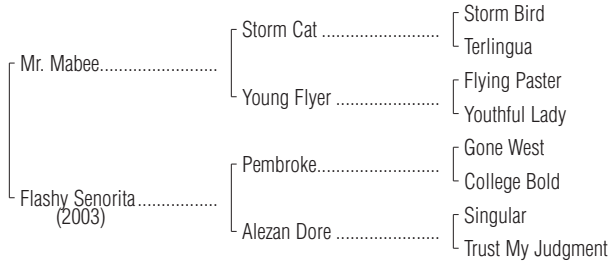 Storm Bird
Storm Cat ........................
Terlingua
Mr. Mabee........................
Flying Paster
Young Flyer .....................
Youthful Lady
Gone West
Pembroke.........................
College Bold
Flashy Senorita................
(2003)
Singular
Alezan Dore .....................
Trust My Judgment